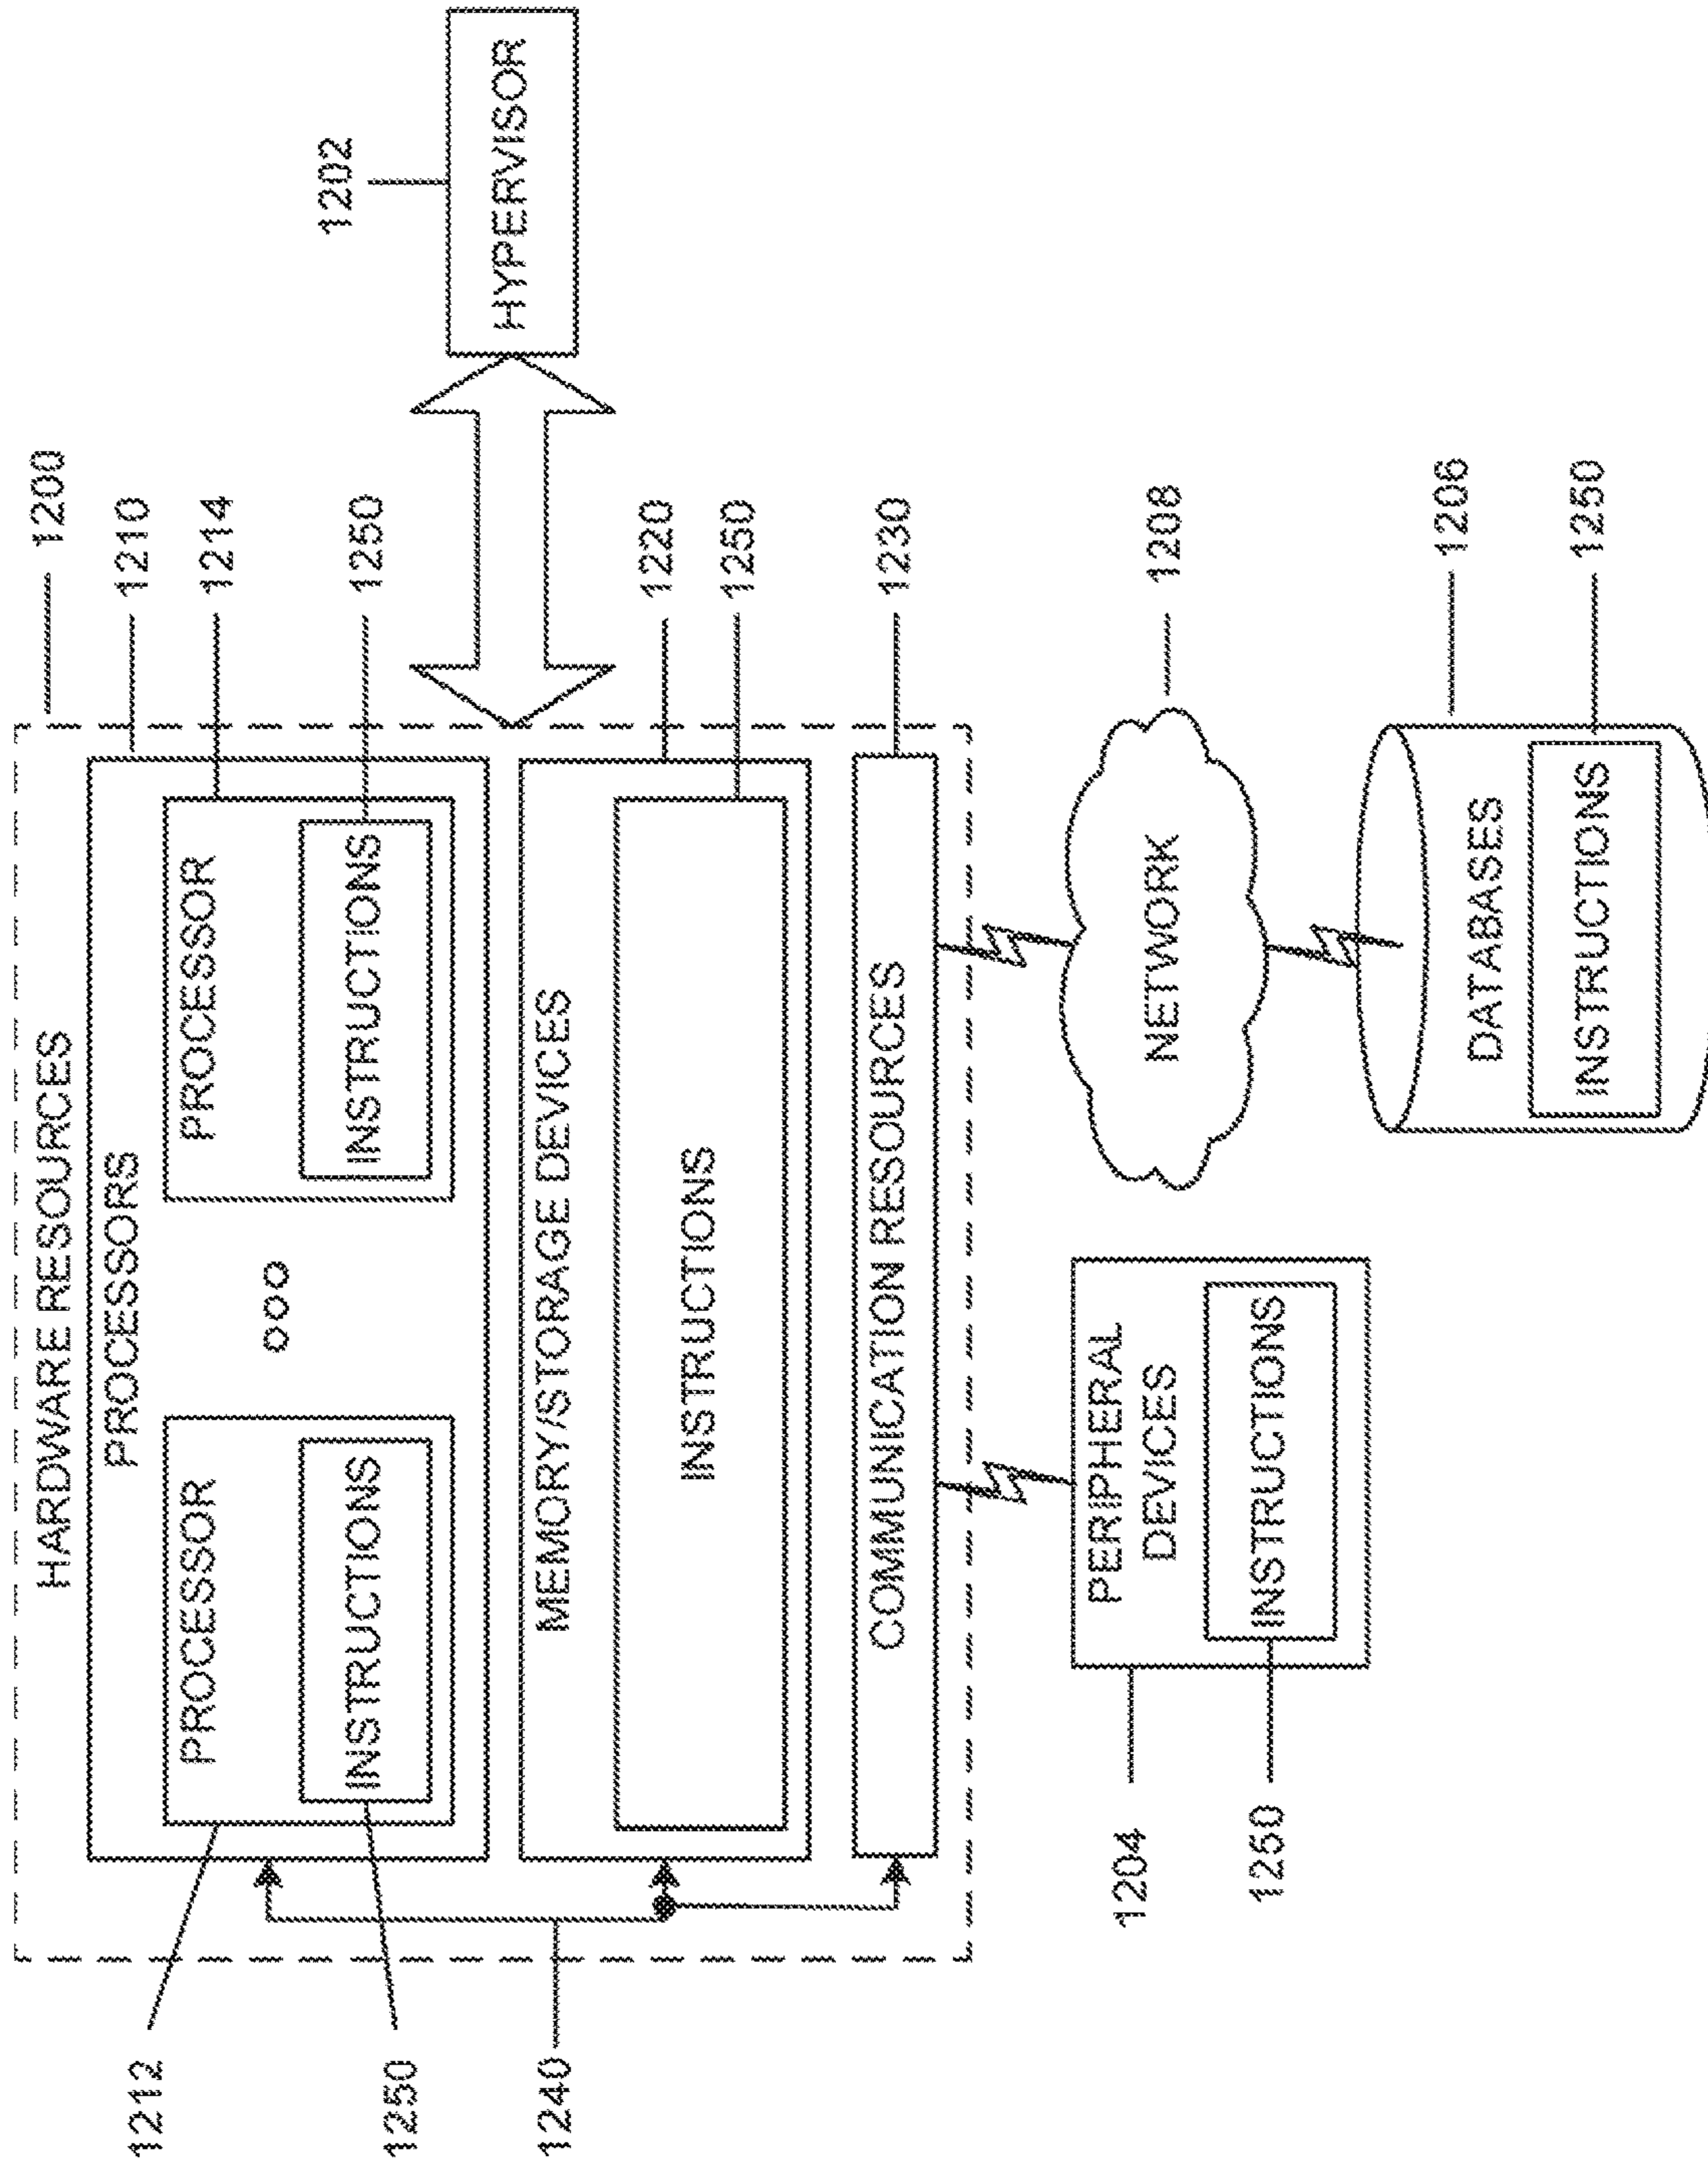 HARDWARE RESOURCES
1200
PROCESSORS
1210
1212
PROCESSOR
INSTRUCTIONS
1250
ooo
PROCESSOR
1214
INSTRUCTIONS
1250
1202
HYPERVISOR
MEMORY/STORAGE DEVICES
1220
INSTRUCTIONS
1250
1240
COMMUNICATION RESOURCES
1230
1204
PERIPHERAL
DEVICES
INSTRUCTIONS
1250
NETWORK
1208
DATABASES
1206
INSTRUCTIONS
1250